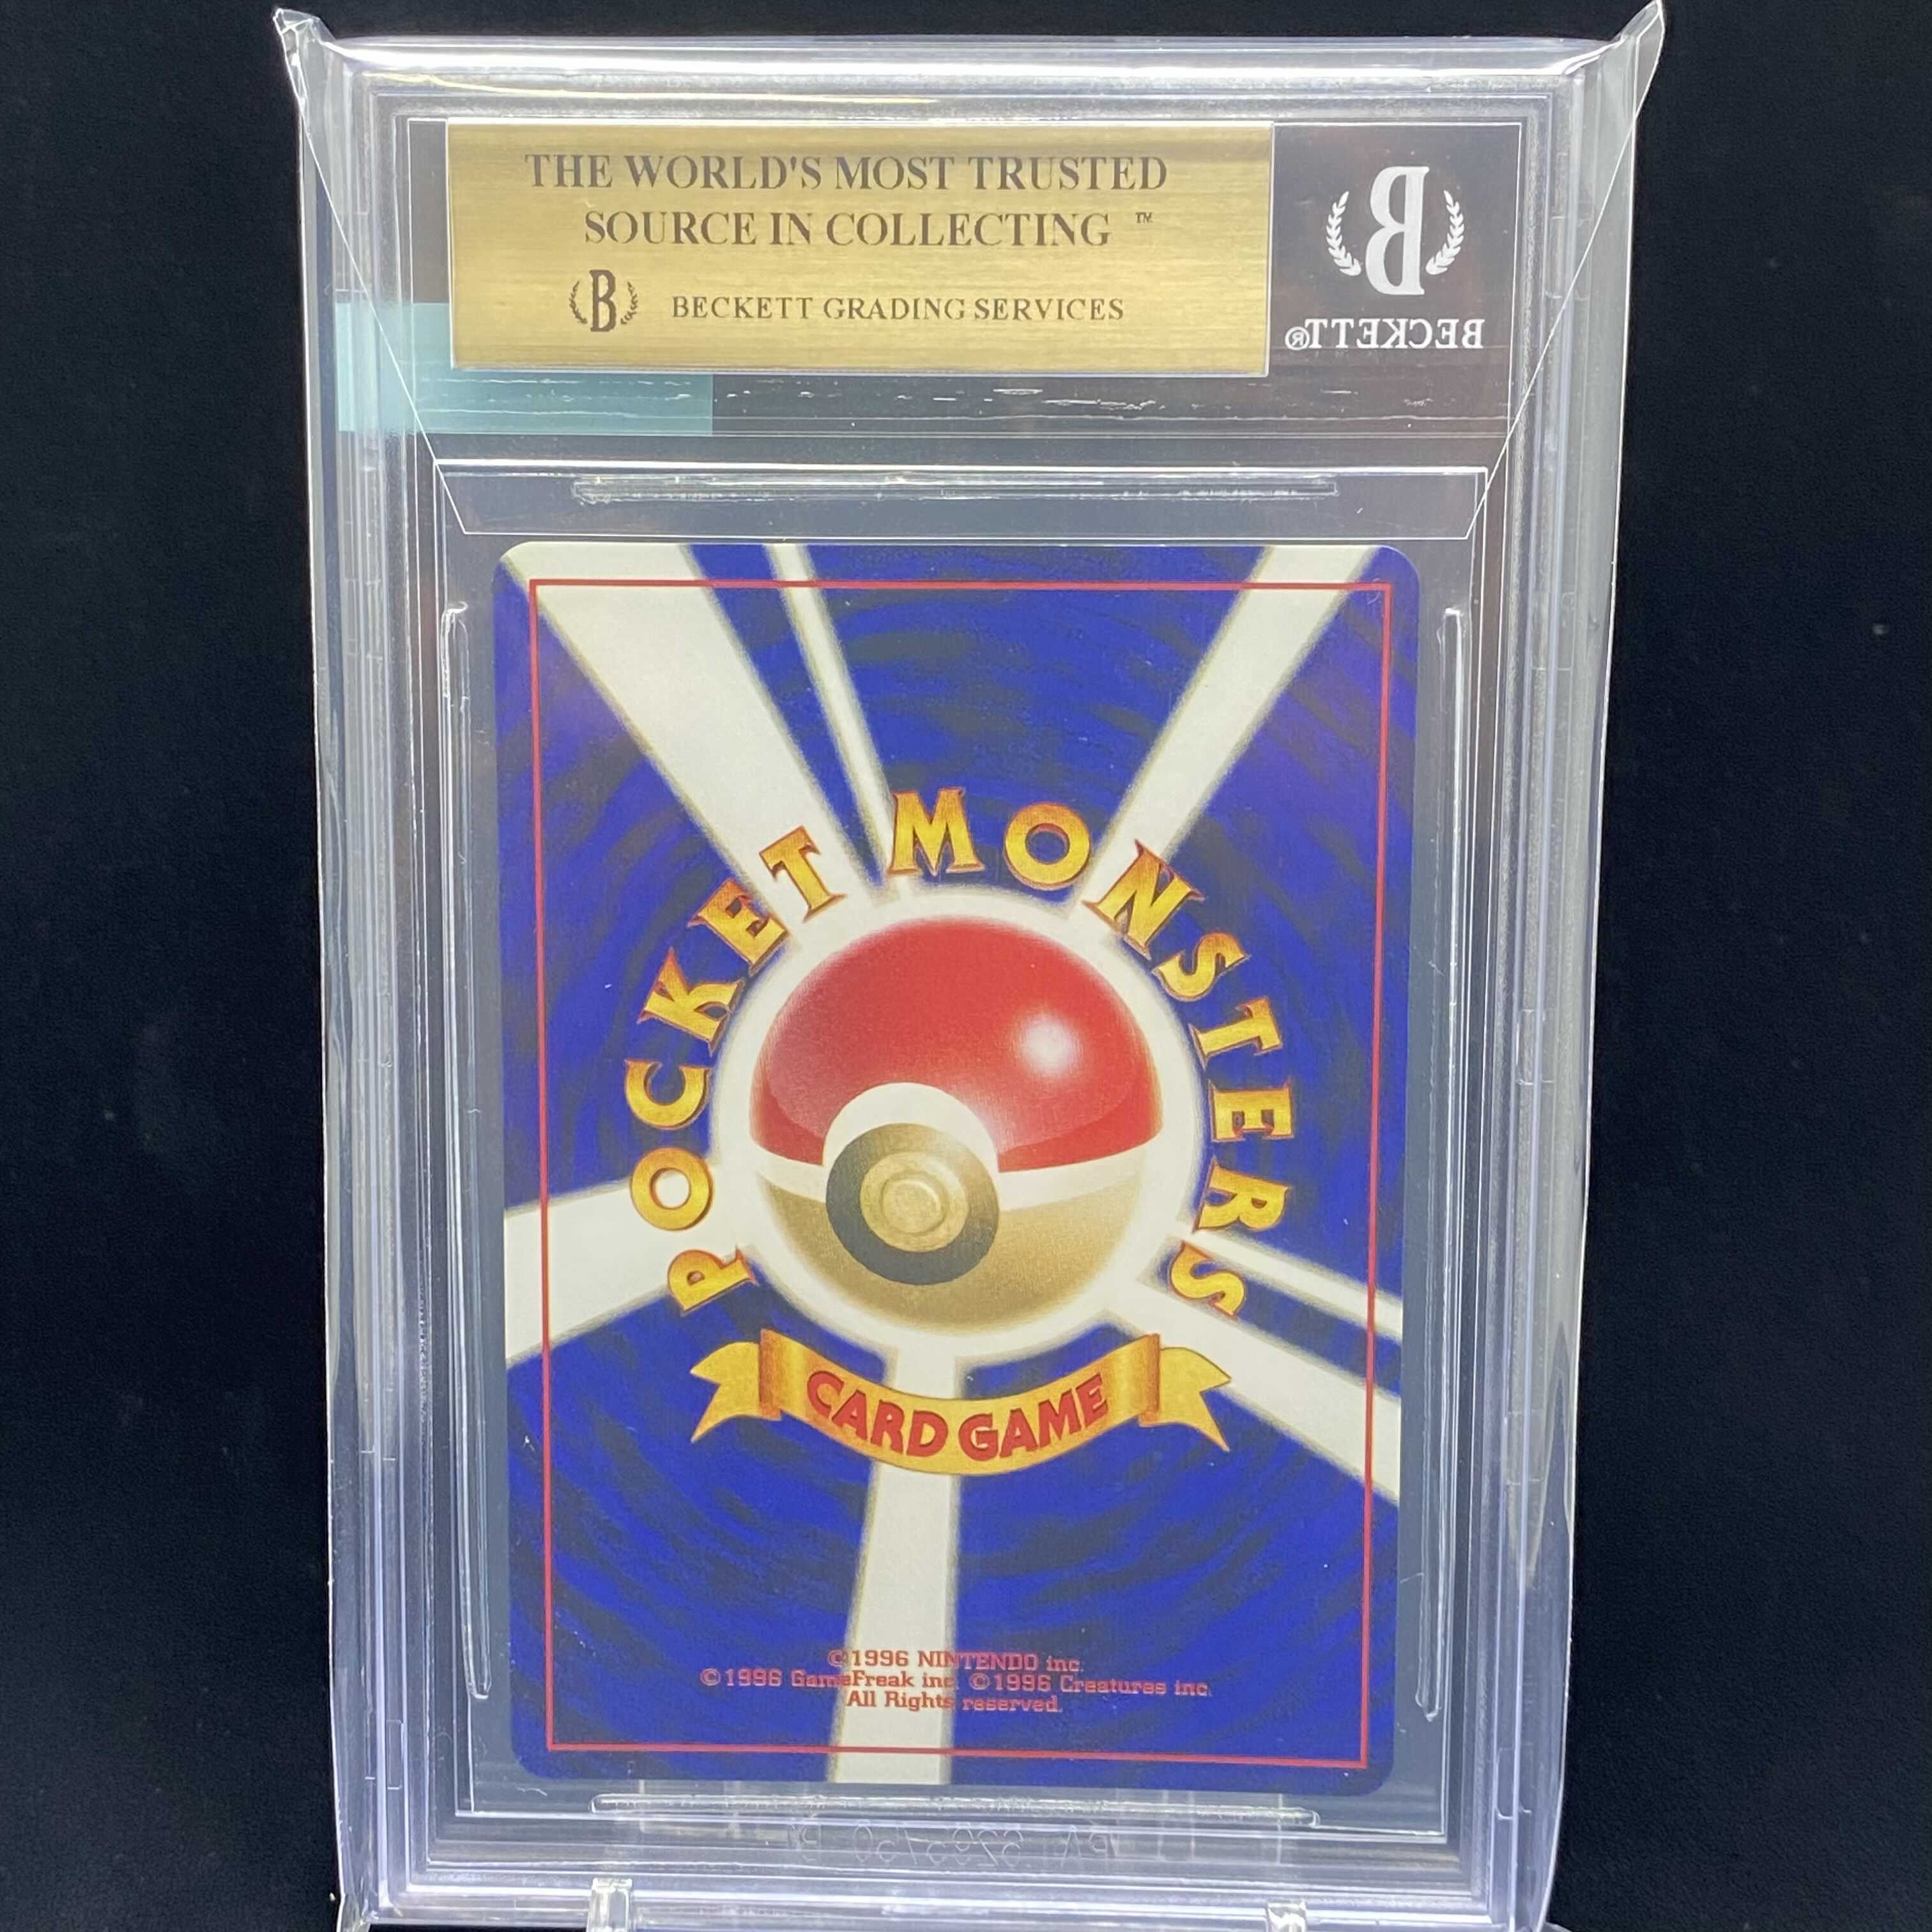 THE WORLD'S MOST TRUSTED
SOURCE IN COLLECTING ™
B BECKETT GRADING SERVICES
B
BECKETT®
POCKET MONSTERS
CARD GAME
©1996 NINTENDO inc.
©1996 GameFreak inc. ©1996 Creatures inc.
All Rights reserved.